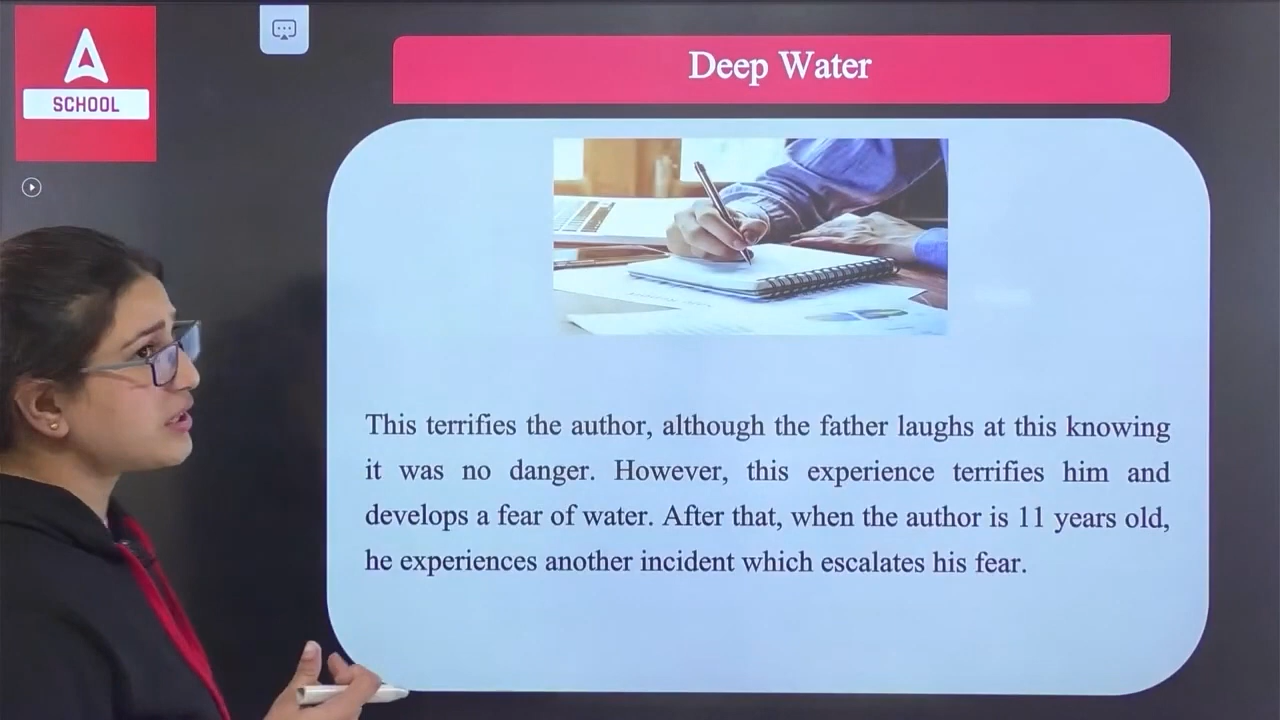 SCHOOL
Deep Water
This terrifies the author, although the father laughs at this knowing
it was no danger. However, this experience terrifies him and
develops a fear of water. After that, when the author is 11 years old,
he experiences another incident which escalates his fear.